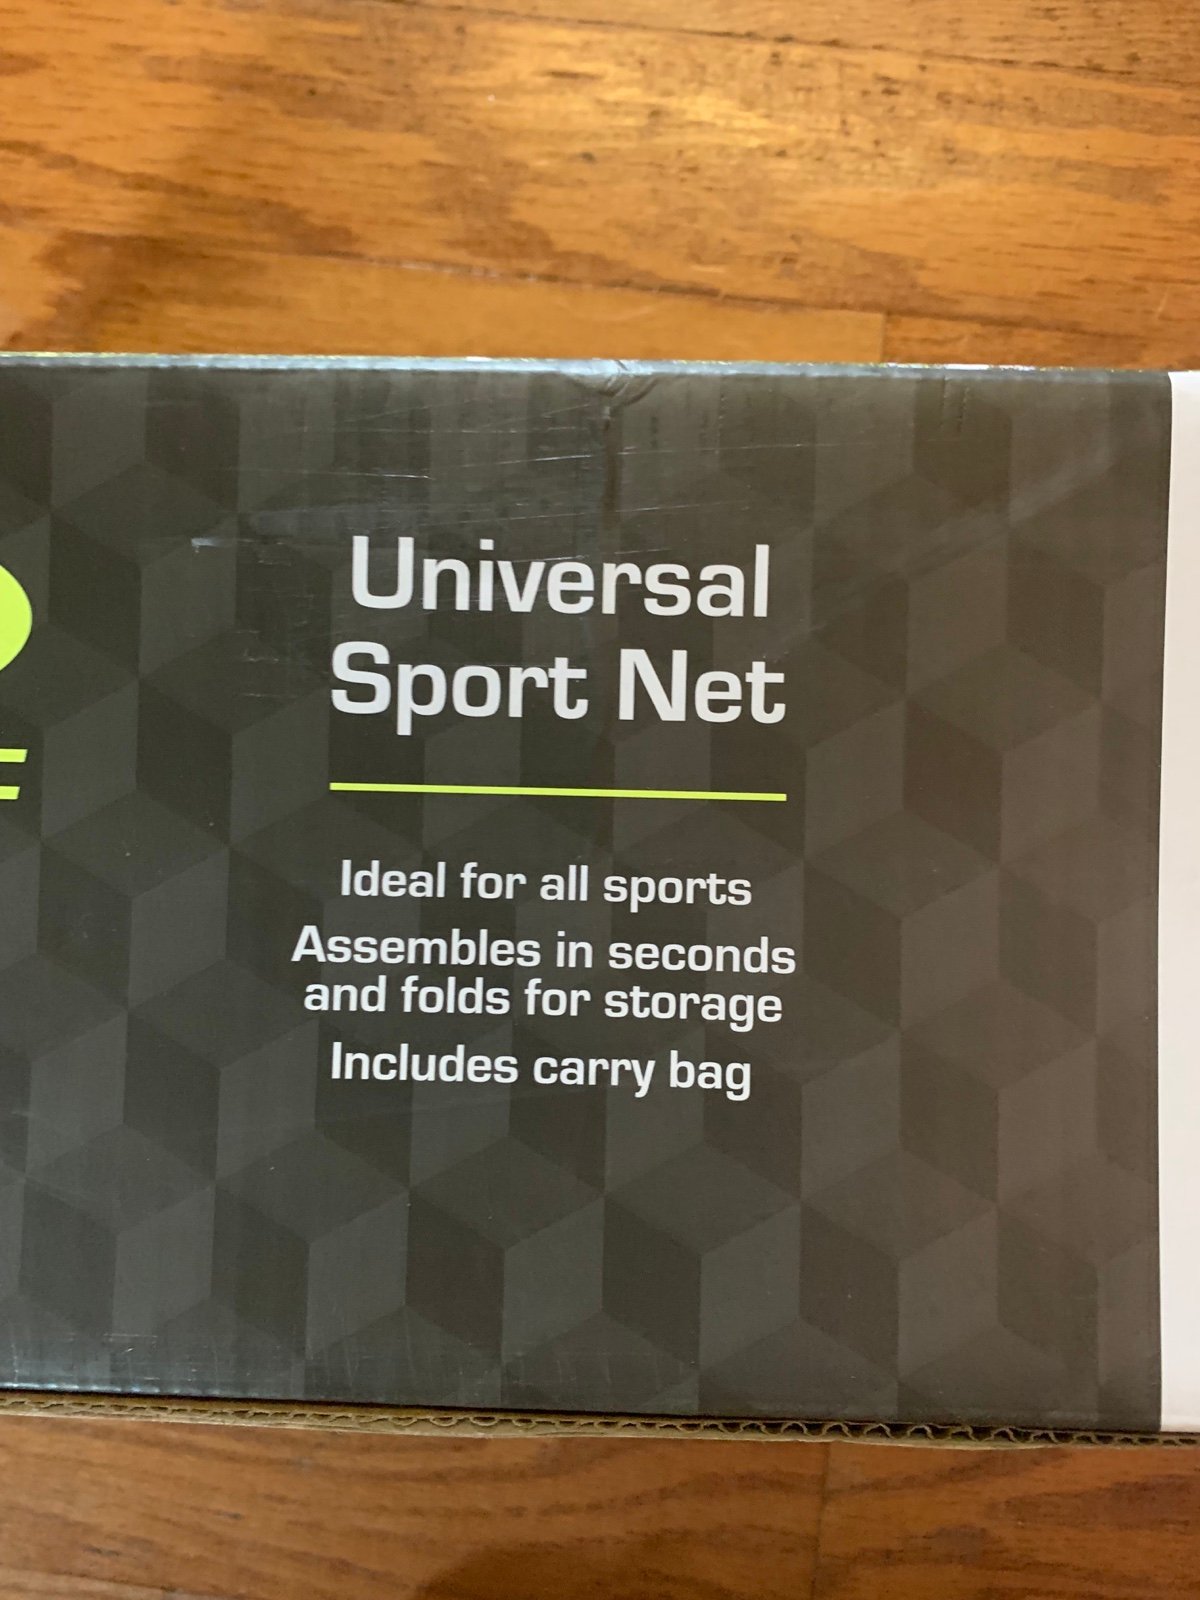 Universal
Sport Net
Ideal for all sports
Assembles in seconds
and folds for storage
Includes carry bag